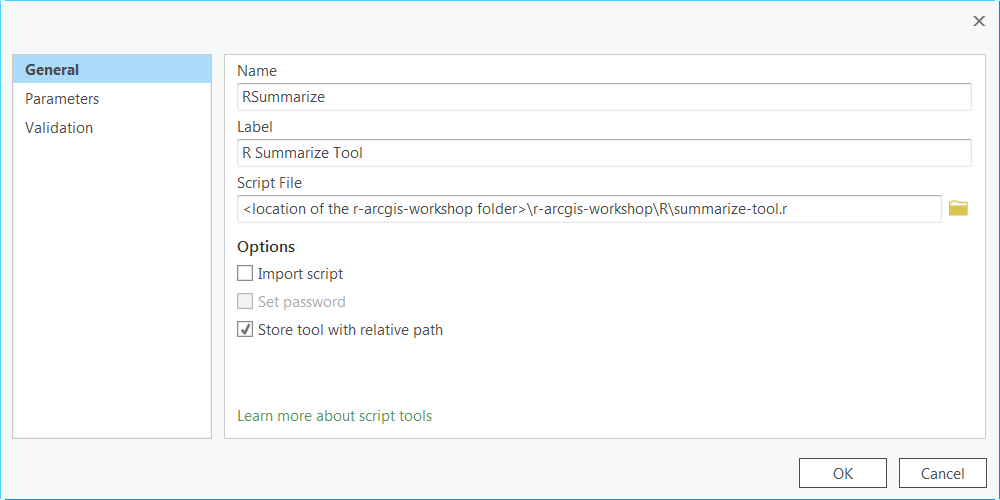 General
Parameters
Validation
Name
RSummarize
Label
R Summarize Tool
Script File
<location of the r-arcgis-workshop folder>\r-arcgis-workshop\R\summarize-tool.r
Options
Import script
Set password
Store tool with relative path
Learn more about script tools
OK
Cancel